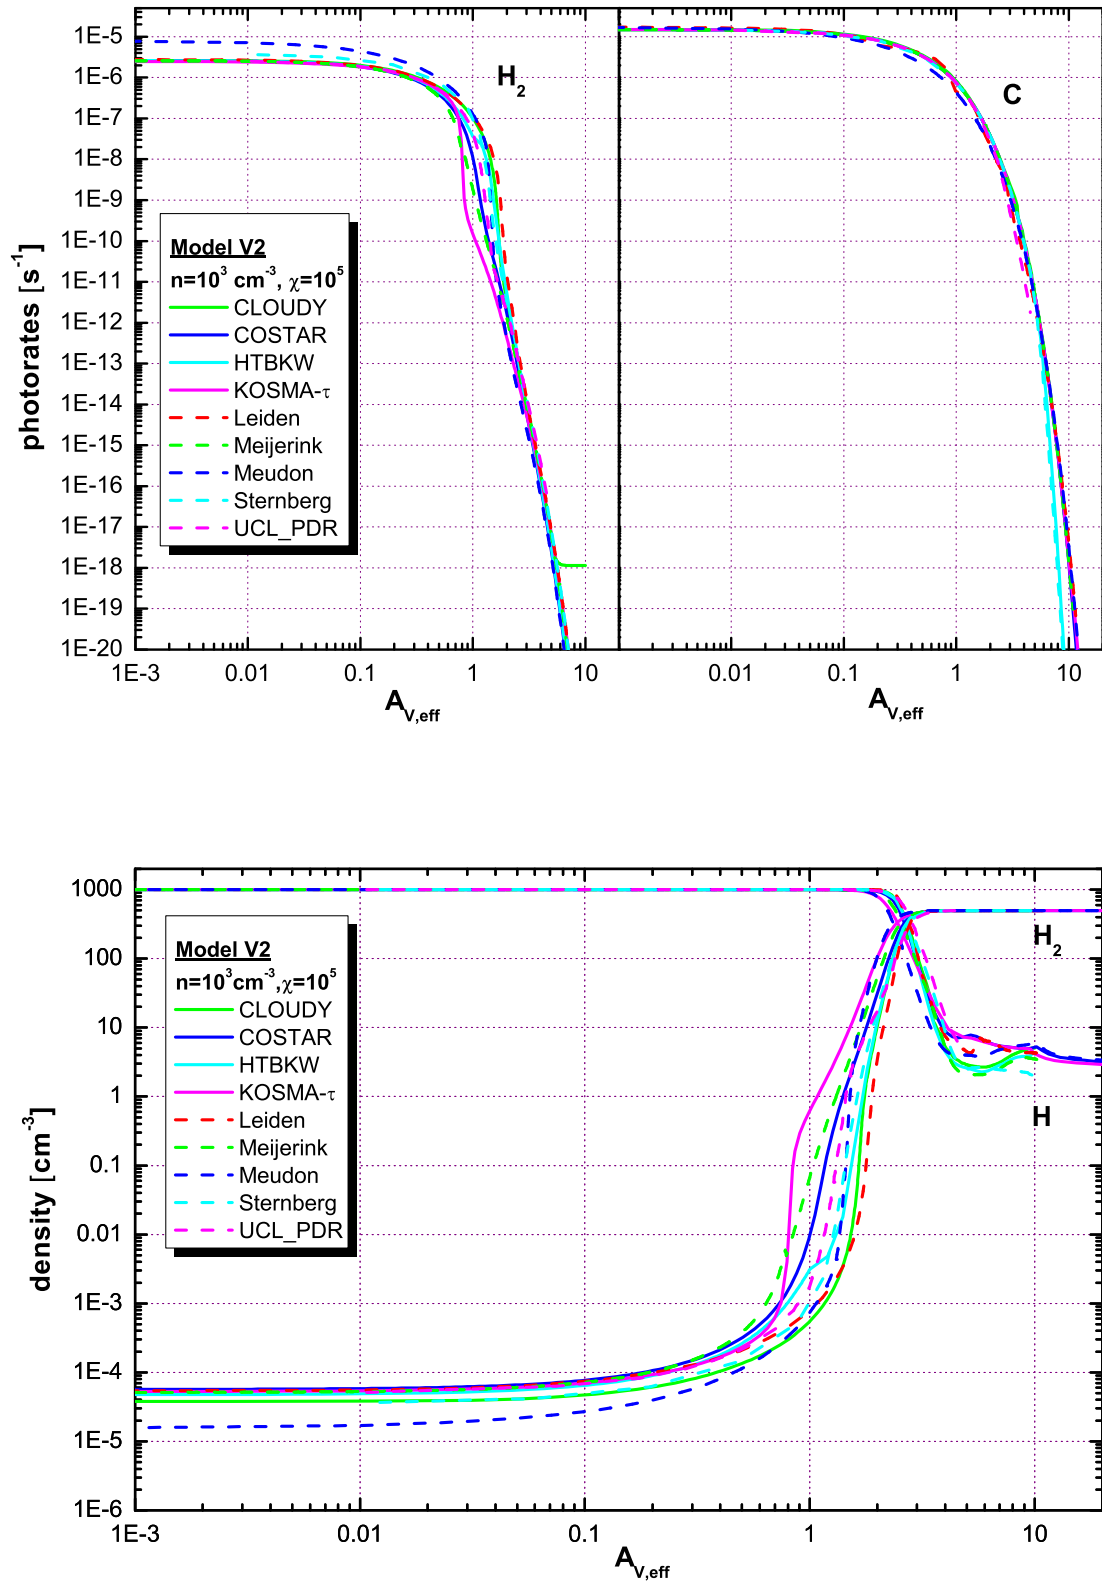 1E-5
1E-6
1E-7
1E-8
1E-9
1E-10
1E-11
1E-12
1E-13
1E-14
1E-15
1E-16
1E-17
1E-18
1E-19
1E-20
photorates [s⁻¹]
H₂
C
Model V2
n=10³ cm⁻³, χ=10⁵
CLOUDY
COSTAR
HTBKW
KOSMA-τ
Leiden
Meijerink
Meudon
Sternberg
UCL_PDR
1E-3 0.01 0.1 1 10
0.01 0.1 1 10
A_V,eff
A_V,eff
1000
100
10
1
0.1
0.01
1E-3
1E-4
1E-5
1E-6
density [cm⁻³]
Model V2
n=10³cm⁻³,χ=10⁵
CLOUDY
COSTAR
HTBKW
KOSMA-τ
Leiden
Meijerink
Meudon
Sternberg
UCL_PDR
H₂
H
1E-3 0.01 0.1 1 10
A_V,eff